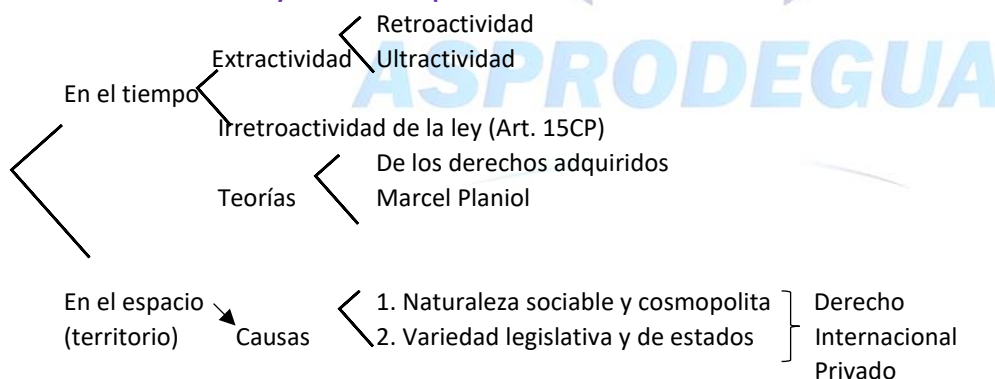 Retroactividad
Extractividad Ultractividad
ASPRODEGUA
En el tiempo
Irretroactividad de la ley (Art. 15CP)
De los derechos adquiridos
Teorías Marcel Planiol
En el espacio 1. Naturaleza sociable y cosmopolita Derecho
(territorio) Causas 2. Variedad legislativa y de estados Internacional
Privado